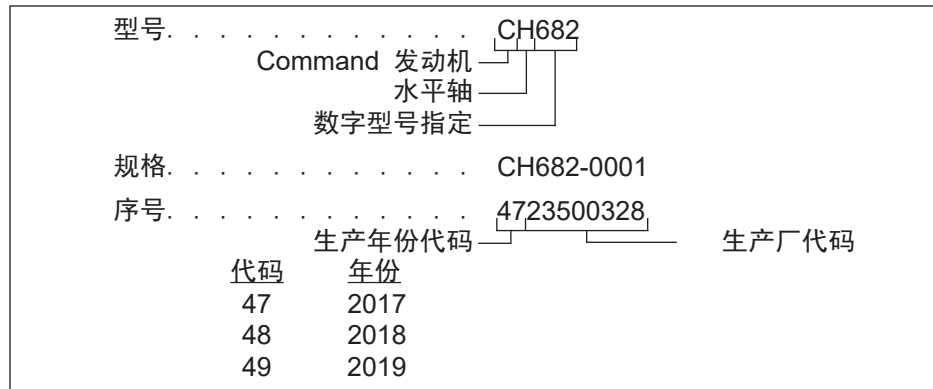 型号. . . . . . . . . . . . . CH682
Command 发动机
水平轴
数字型号指定
规格. . . . . . . . . . . . . CH682-0001
序号. . . . . . . . . . . . . 4723500328
生产年份代码 生产厂代码
代码 年份
47 2017
48 2018
49 2019